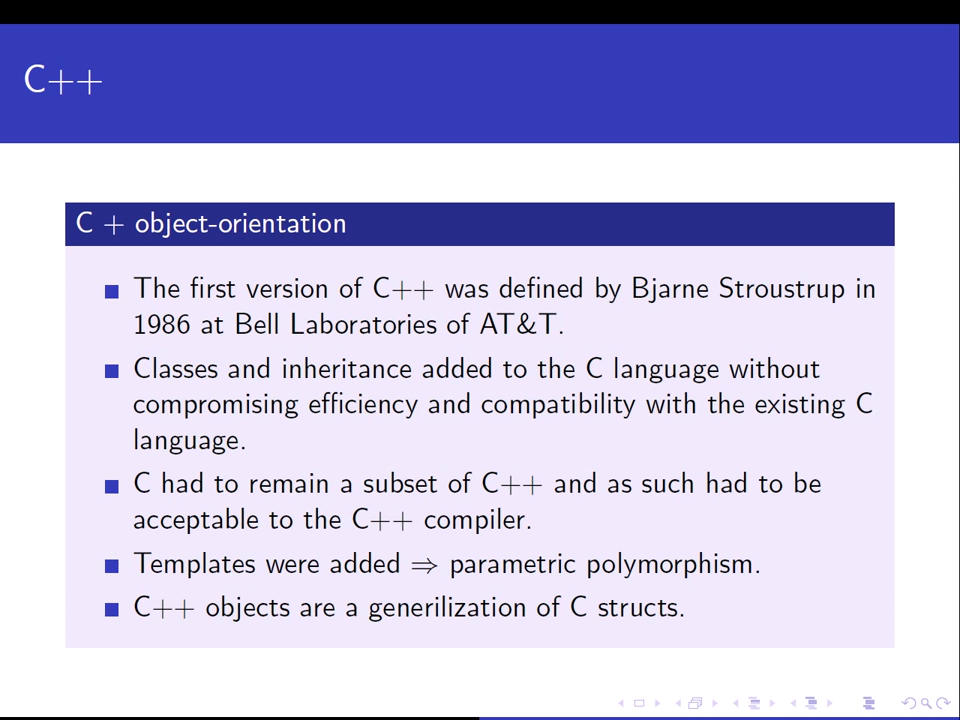 C++
C + object-orientation
The first version of C++ was defined by Bjarne Stroustrup in
1986 at Bell Laboratories of AT&T.
Classes and inheritance added to the C language without
compromising efficiency and compatibility with the existing C
language.
C had to remain a subset of C++ and as such had to be
acceptable to the C++ compiler.
Templates were added ⇒ parametric polymorphism.
C++ objects are a generilization of C structs.